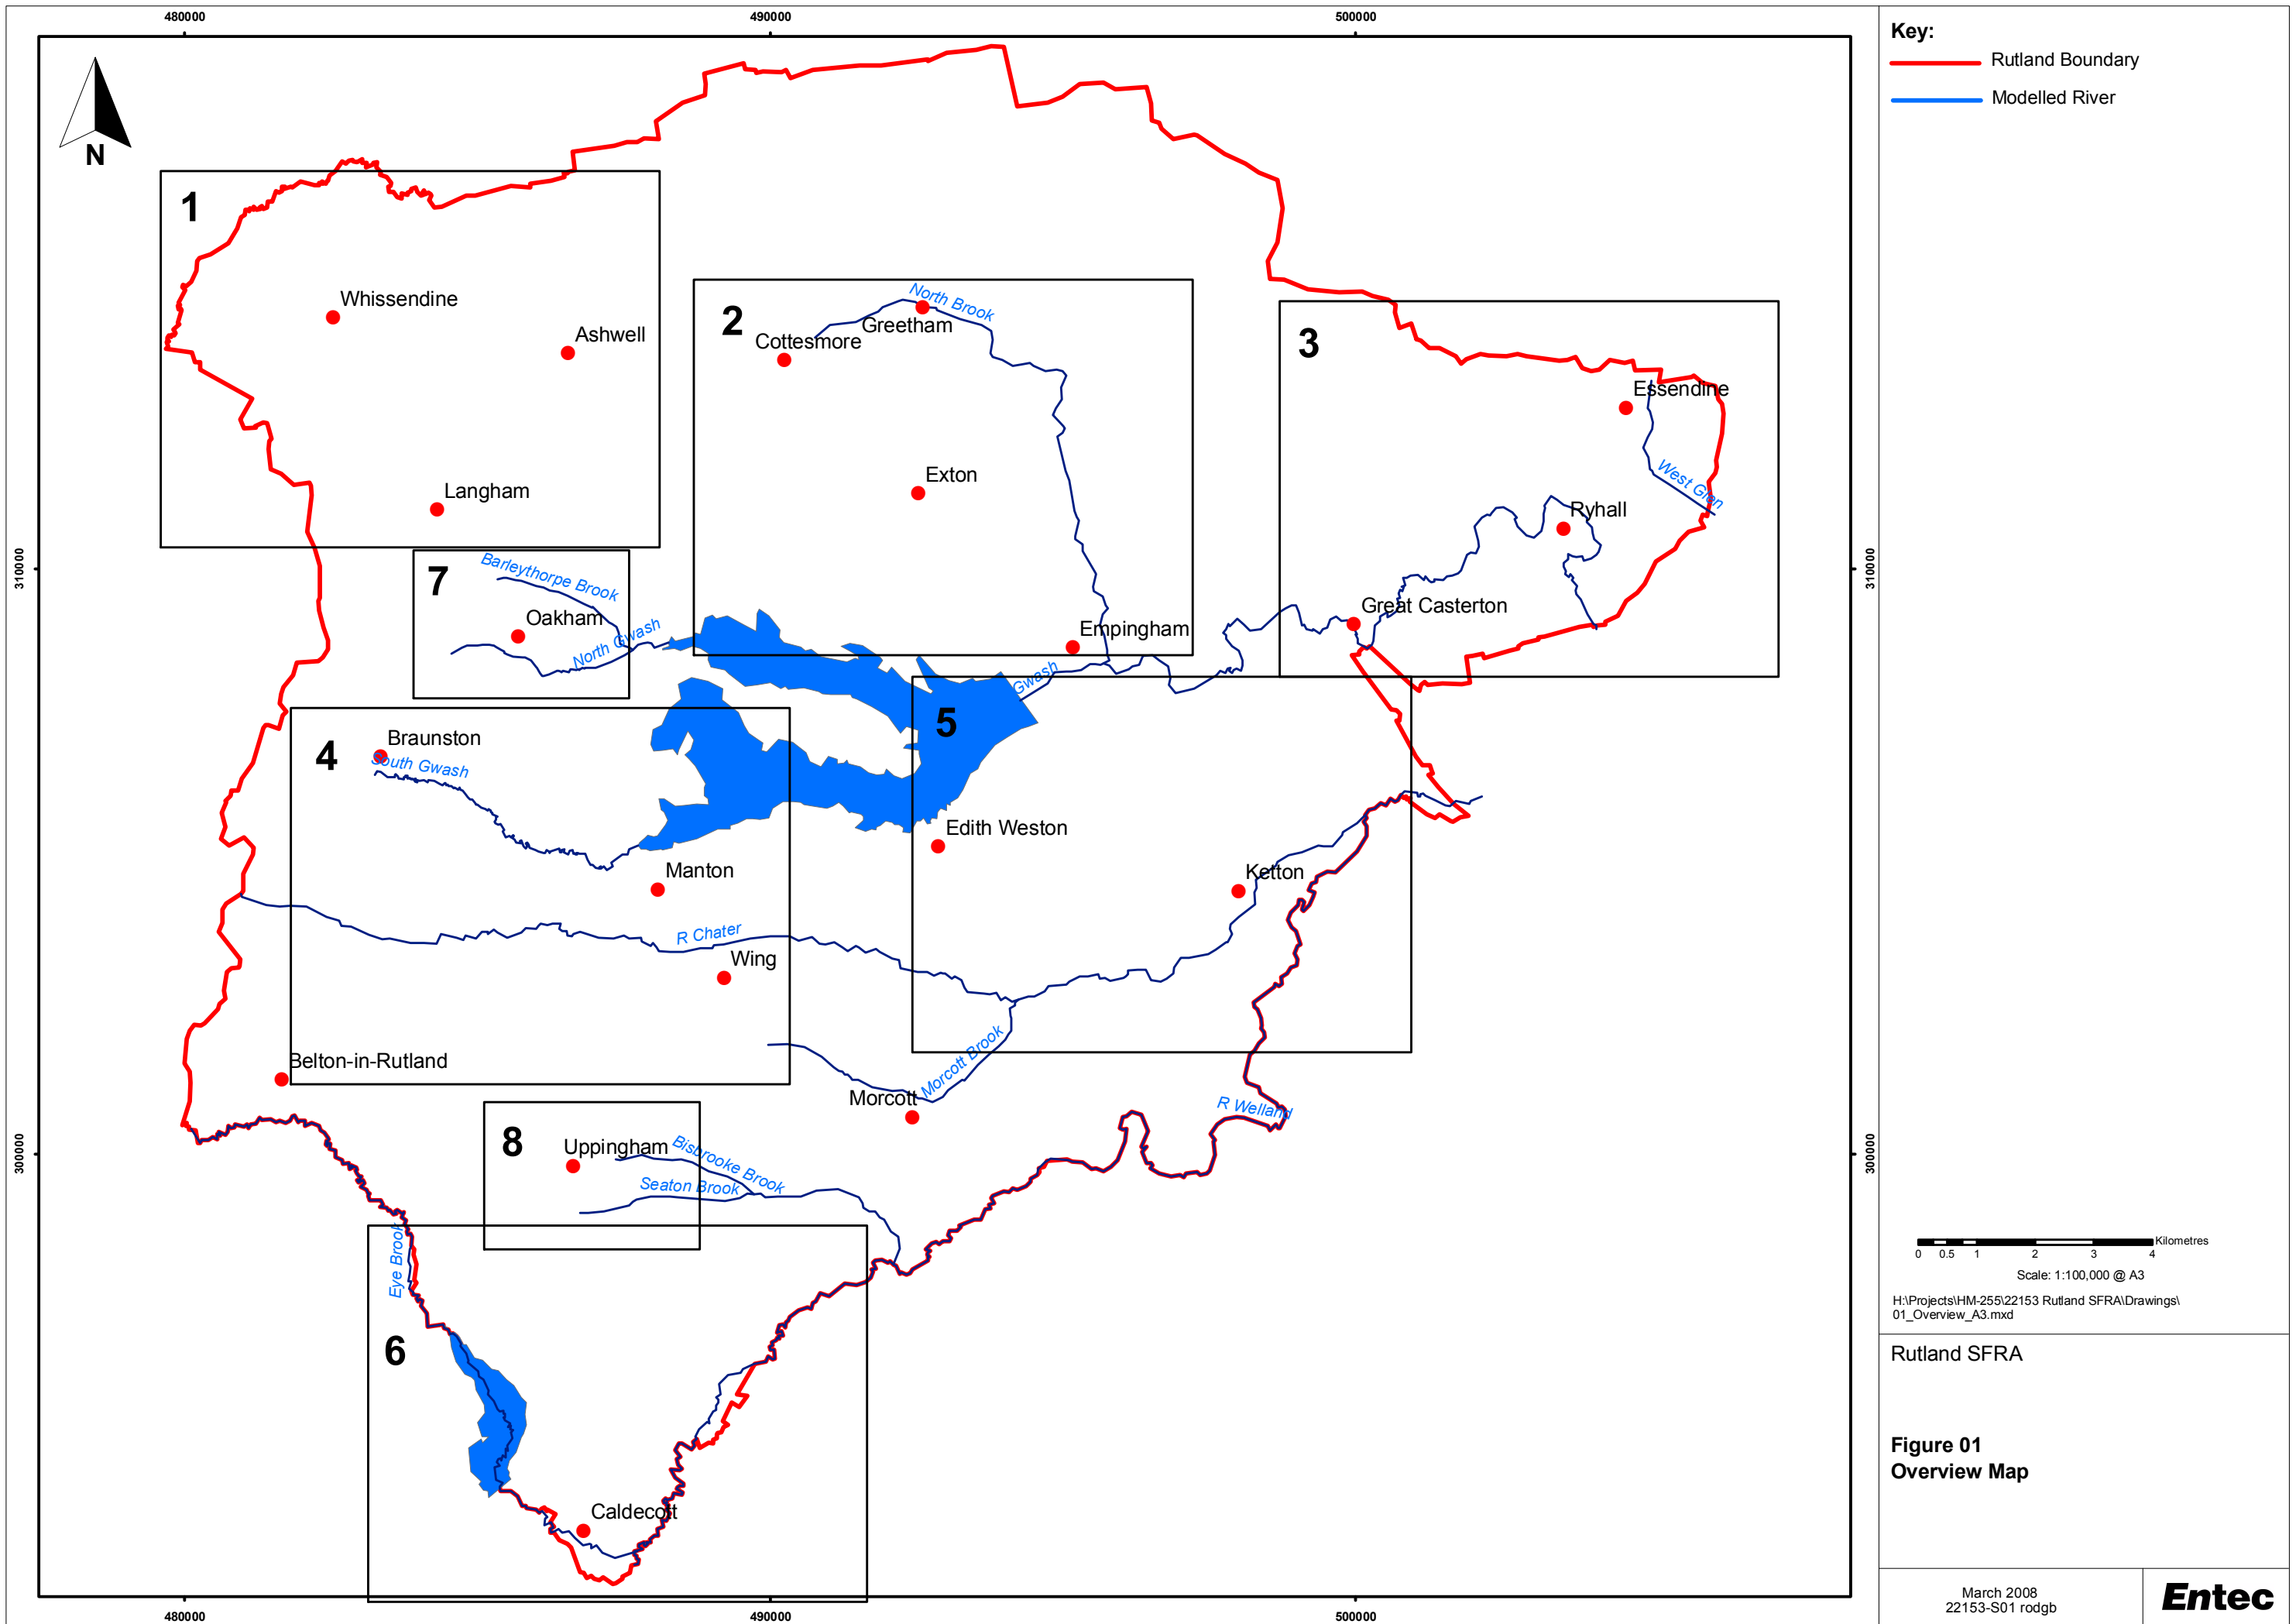 480000
490000
500000
Key:
Rutland Boundary
Modelled River
N
1
Whissendine
Ashwell
Langham
2
North Brook
Greetham
Cottesmore
Exton
Empingham
3
Essendine
West Glen
Ryhall
Great Casterton
310000
310000
7
Barleythorpe Brook
Oakham
North Gwash
Gwash
4
Braunston
South Gwash
5
Edith Weston
Manton
Ketton
R Chater
Wing
Belton-in-Rutland
Morcott Brook
Morcott
R Welland
300000
300000
8
Uppingham
Bisbrooke Brook
Seaton Brook
Eye Brook
6
Caldecott
480000
490000
500000
Kilometres
0 0.5 1 2 3 4
Scale: 1:100,000 @ A3
H:\Projects\HM-255\22153 Rutland SFRA\Drawings\
01_Overview_A3.mxd
Rutland SFRA
Figure 01
Overview Map
March 2008
22153-S01 rodgb
Entec